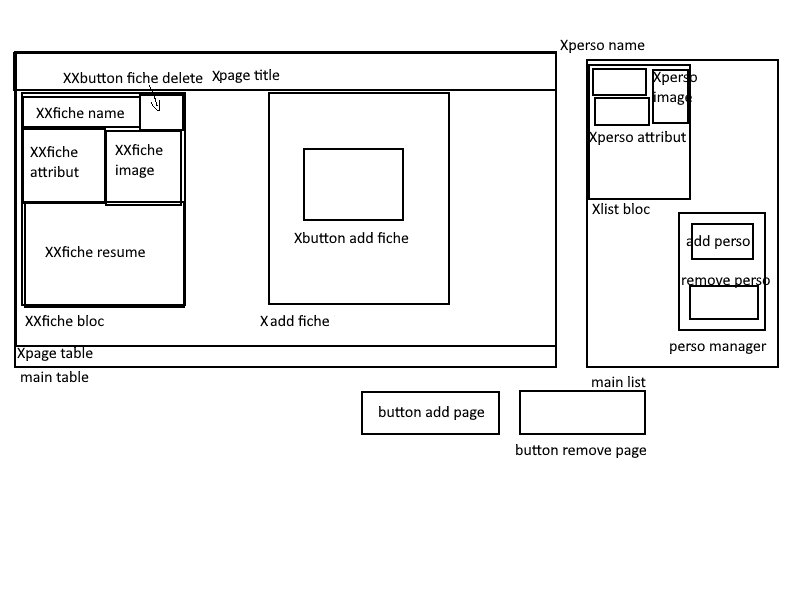 Xperso name
XXbutton fiche delete
Xpage title
Xperso
image
XXfiche name
Xperso attribut
XXfiche
attribut
XXfiche
image
Xlist bloc
Xbutton add fiche
add perso
XXfiche resume
remove perso
XXfiche bloc
Xadd fiche
perso manager
Xpage table
main table
main list
button add page
button remove page